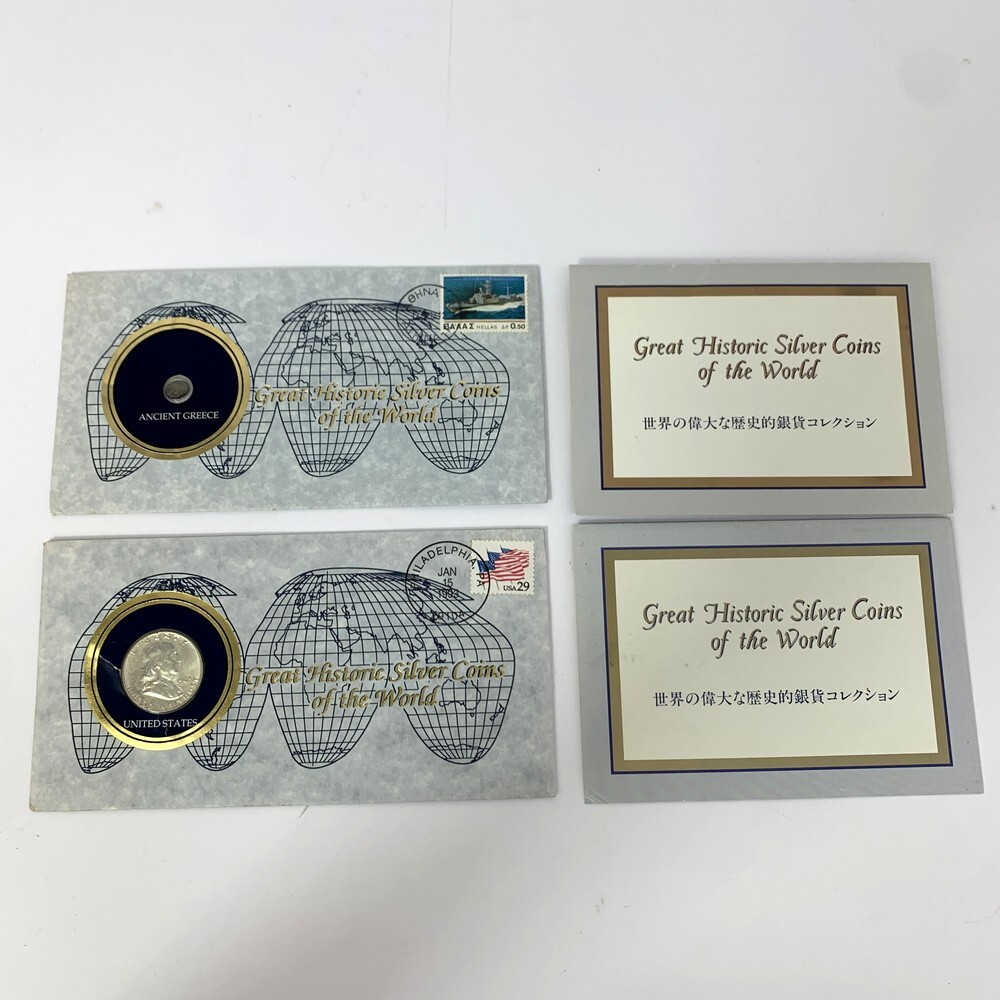 ΑΘΗΝΑ
ΕΛΛΑΣ HELLAS ΔΡ 0.50
ANCIENT GREECE
Great Historic Silver Coins
of the World
Great Historic Silver Coins
of the World
世界の偉大な歴史的銀貨コレクション
PHILADELPHIA, PA
JAN
15
1993
USA 29
UNITED STATES
Great Historic Silver Coins
of the World
Great Historic Silver Coins
of the World
世界の偉大な歴史的銀貨コレクション